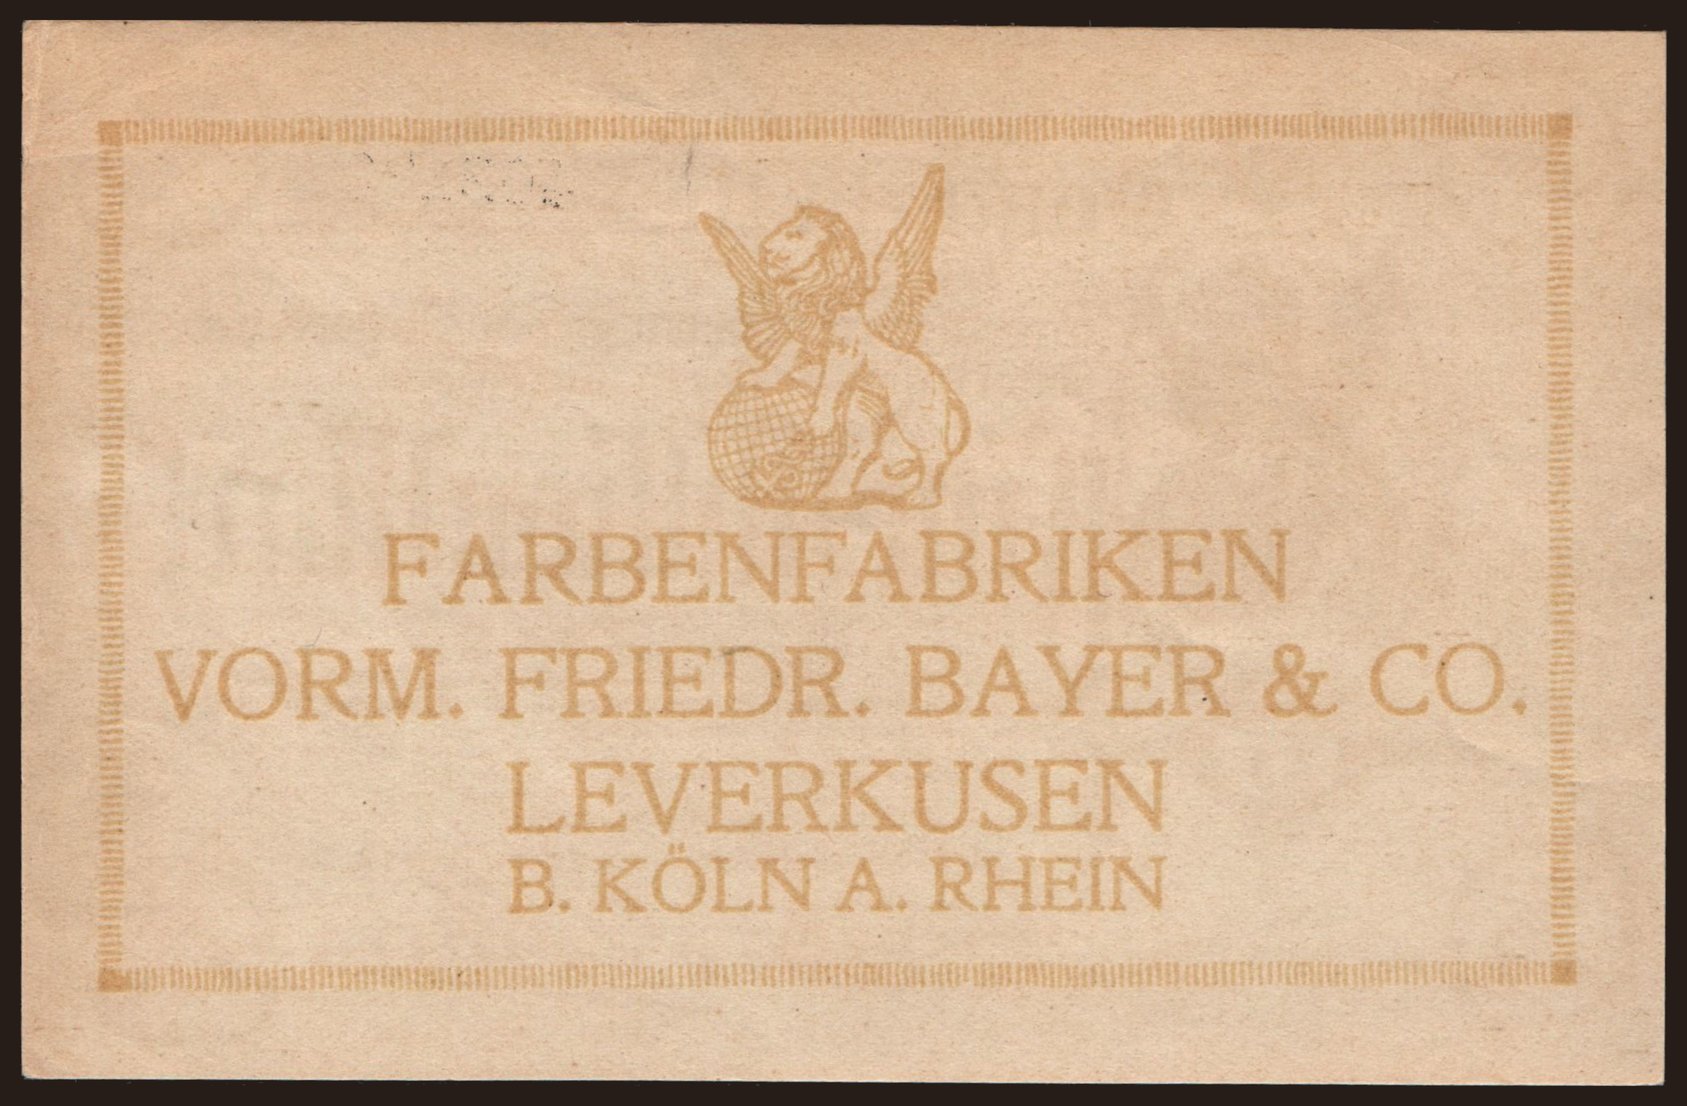 FARBENFABRIKEN
VORM. FRIEDR. BAYER & CO.
LEVERKUSEN
B. KÖLN A. RHEIN